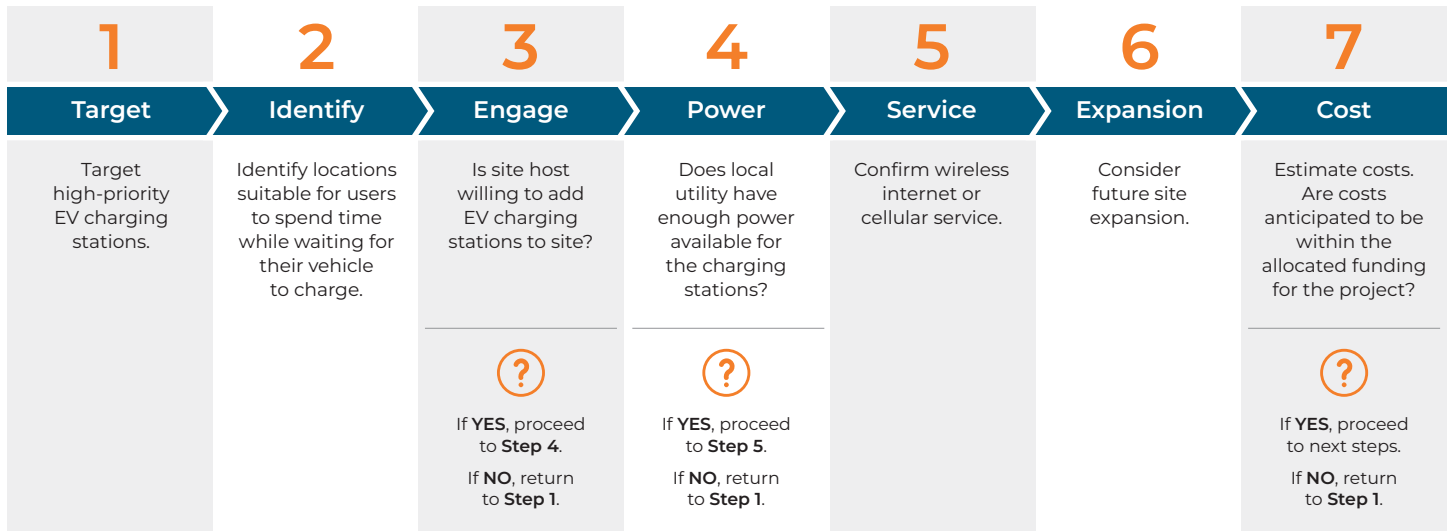 1
Target
Target
high-priority
EV charging
stations.
2
Identify
Identify locations
suitable for users
to spend time
while waiting for
their vehicle
to charge.
3
Engage
Is site host
willing to add
EV charging
stations to site?
?
If YES, proceed
to Step 4.
If NO, return
to Step 1.
4
Power
Does local
utility have
enough power
available for
the charging
stations?
?
If YES, proceed
to Step 5.
If NO, return
to Step 1.
5
Service
Confirm wireless
internet or
cellular service.
6
Expansion
Consider
future site
expansion.
7
Cost
Estimate costs.
Are costs
anticipated to be
within the
allocated funding
for the project?
?
If YES, proceed
to next steps.
If NO, return
to Step 1.